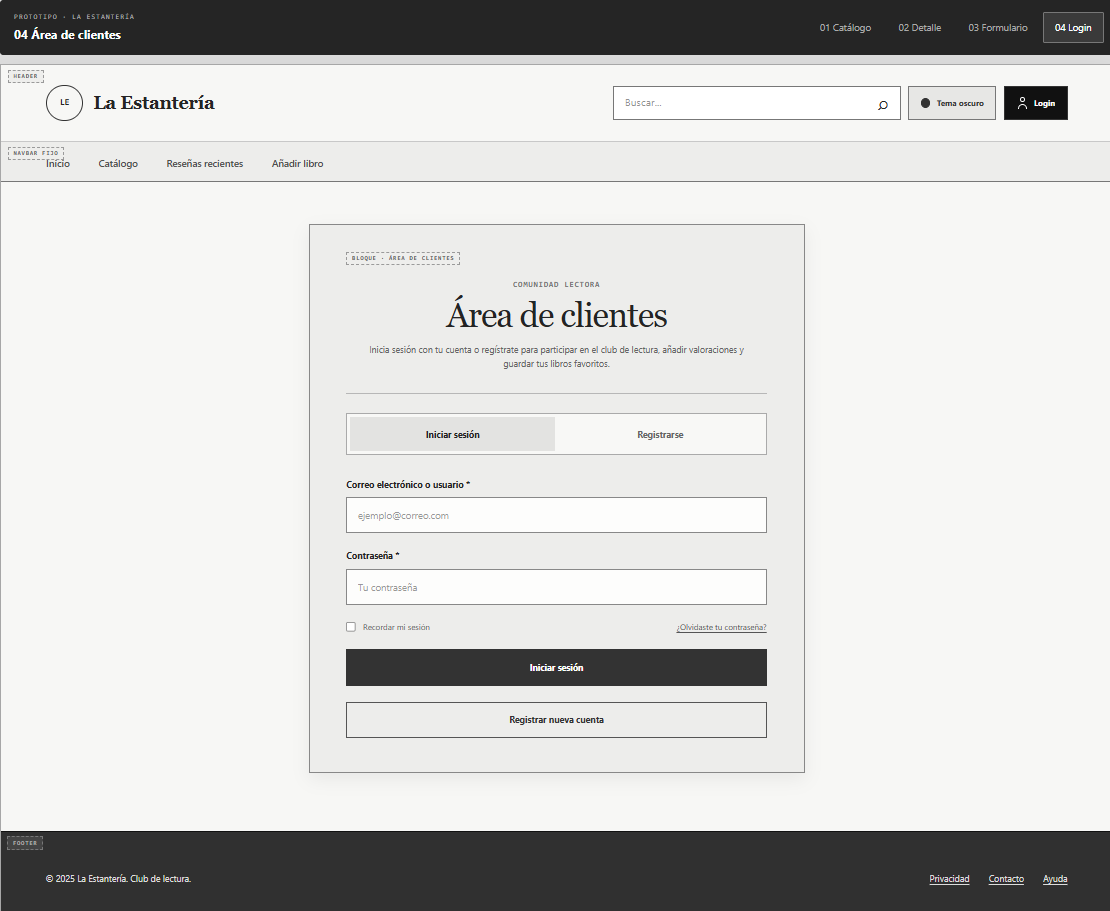 PROTOTIPO · LA ESTANTERÍA
04 Área de clientes
01 Catálogo
02 Detalle
03 Formulario
04 Login
HEADER
LE
La Estantería
Buscar...
Tema oscuro
Login
NAVBAR FIJO
Inicio
Catálogo
Reseñas recientes
Añadir libro
BLOQUE · ÁREA DE CLIENTES
COMUNIDAD LECTORA
Área de clientes
Inicia sesión con tu cuenta o regístrate para participar en el club de lectura, añadir valoraciones y
guardar tus libros favoritos.
Iniciar sesión
Registrarse
Correo electrónico o usuario *
ejemplo@correo.com
Contraseña *
Tu contraseña
Recordar mi sesión
¿Olvidaste tu contraseña?
Iniciar sesión
Registrar nueva cuenta
FOOTER
© 2025 La Estantería. Club de lectura.
Privacidad
Contacto
Ayuda